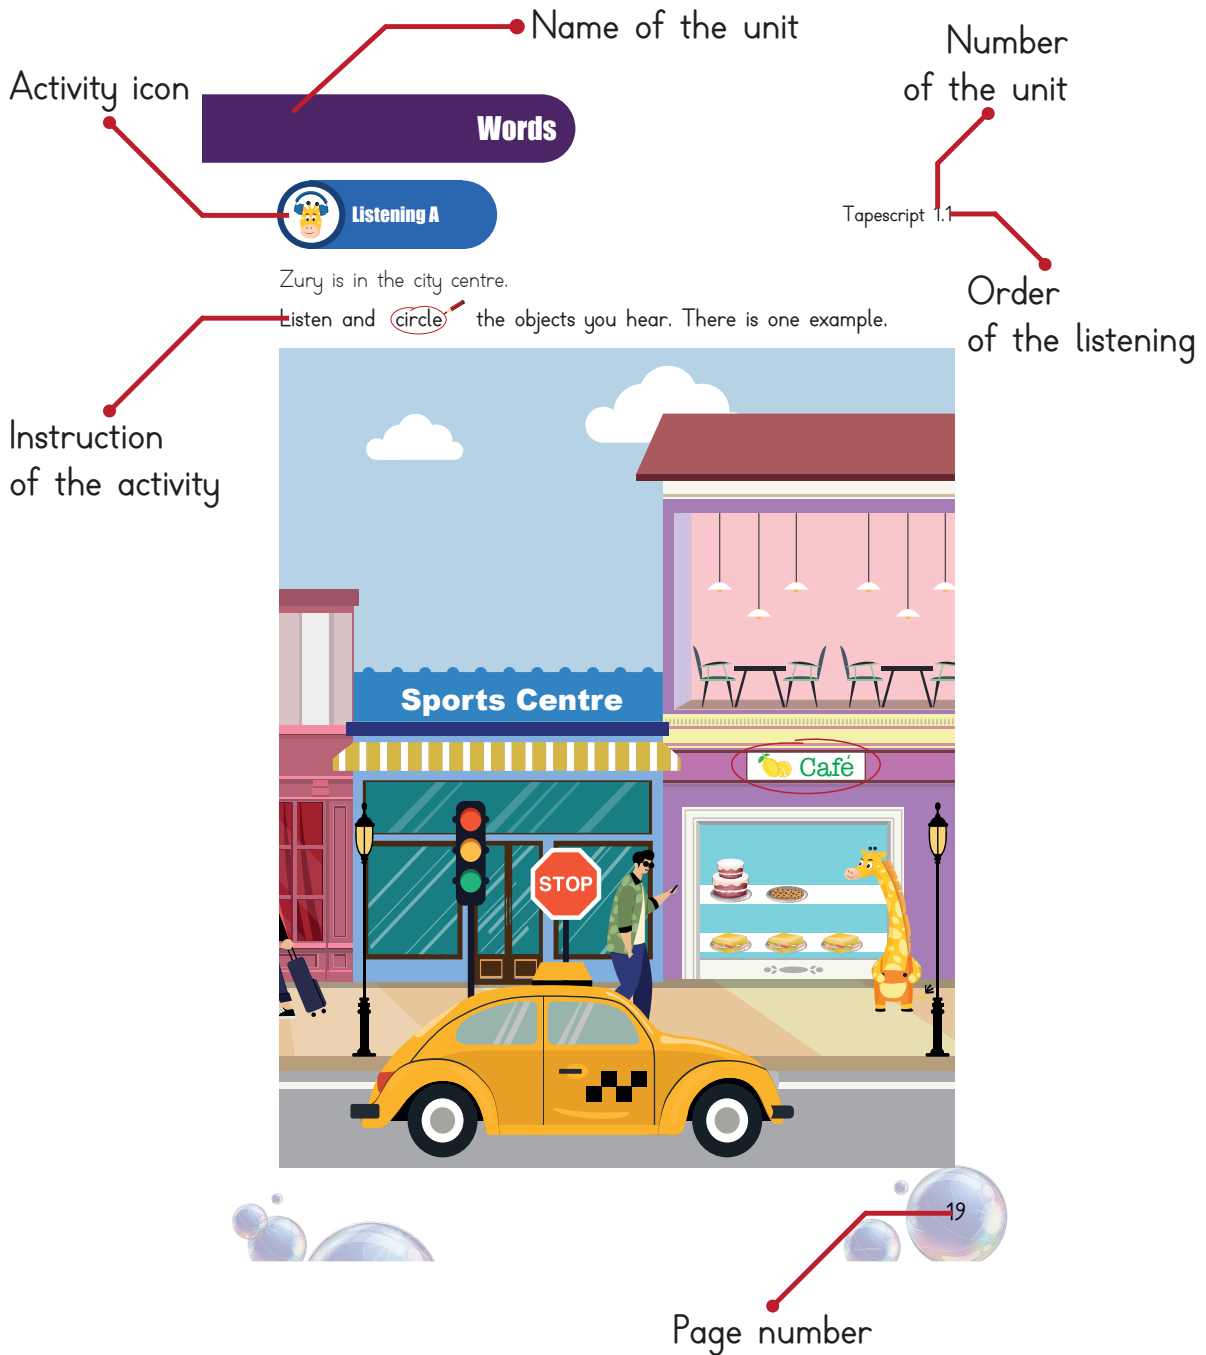 Name of the unit
Number
of the unit
Activity icon
Words
Listening A
Tapescript 1.1
Zury is in the city centre.
Listen and circle the objects you hear. There is one example.
Order
of the listening
Instruction
of the activity
Sports Centre
Café
STOP
19
Page number